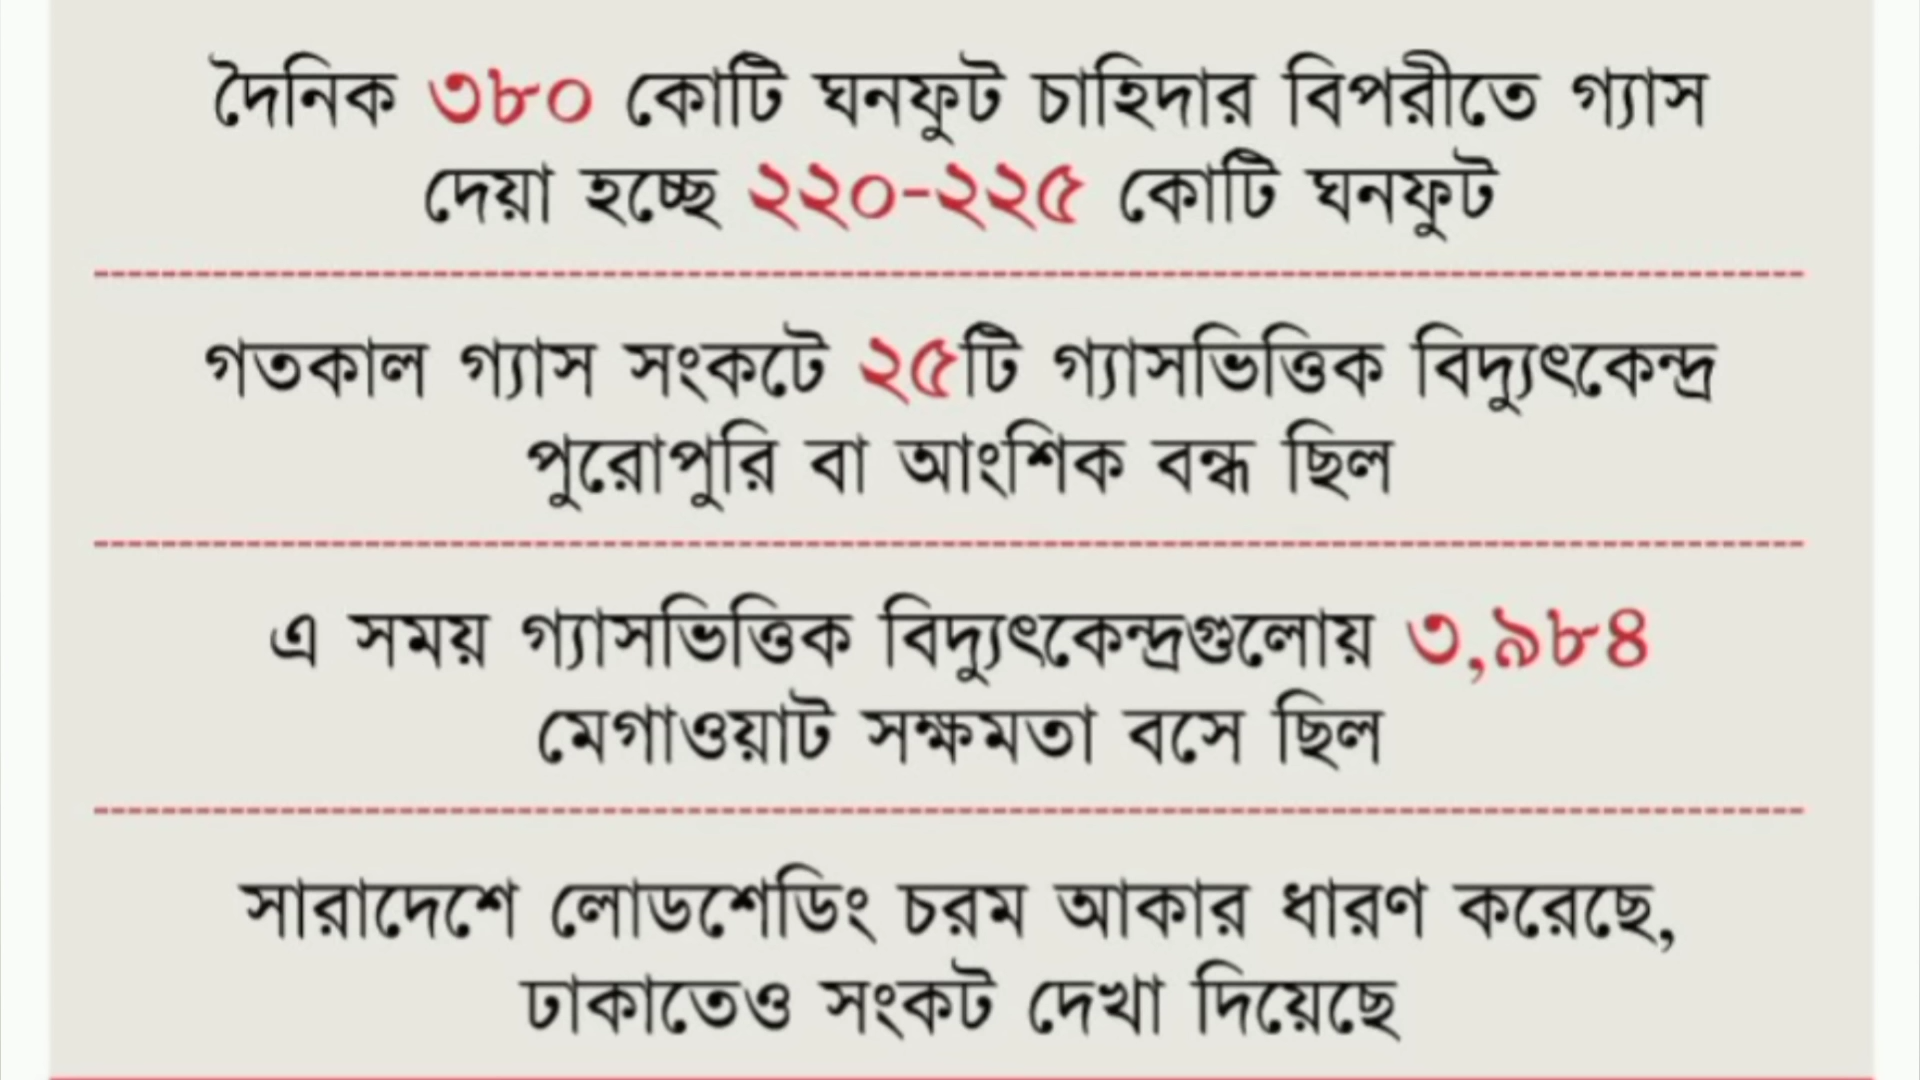 দৈনিক ৩৮০ কোটি ঘনফুট চাহিদার বিপরীতে গ্যাস
দেয়া হচ্ছে ২২০-২২৫ কোটি ঘনফুট
গতকাল গ্যাস সংকটে ২৫টি গ্যাসভিত্তিক বিদ্যুৎকেন্দ্র
পুরোপুরি বা আংশিক বন্ধ ছিল
এ সময় গ্যাসভিত্তিক বিদ্যুৎকেন্দ্রগুলোয় ৩,৯৮৪
মেগাওয়াট সক্ষমতা বসে ছিল
সারাদেশে লোডশেডিং চরম আকার ধারণ করেছে,
ঢাকাতেও সংকট দেখা দিয়েছে